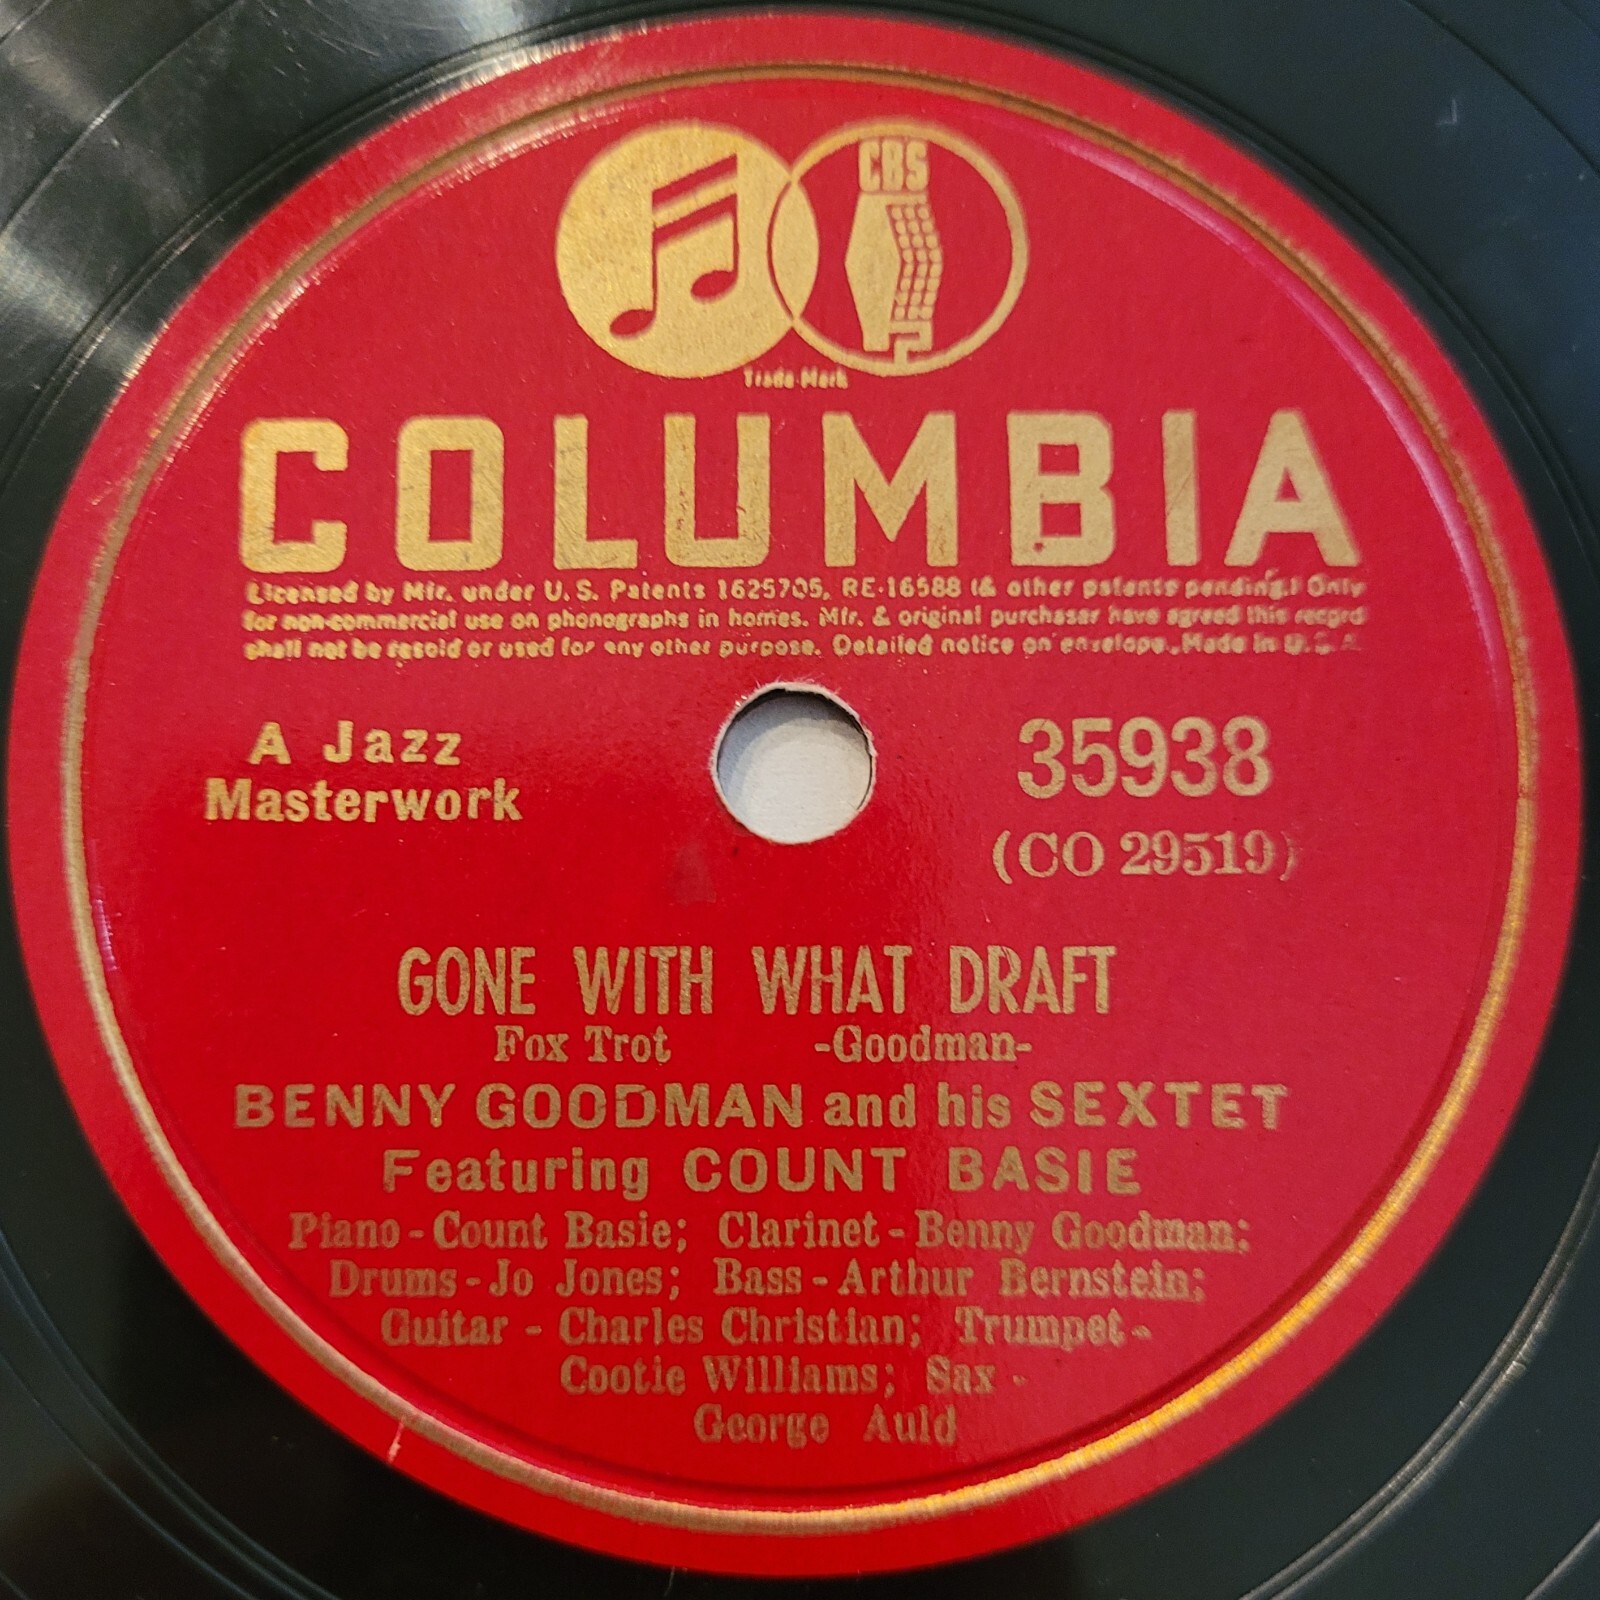 CBS
Trade Mark
COLUMBIA
Licensed by Mfr. under U.S. Patents 1625705, RE-16588 (& other patents pending.) Only
for non-commercial use on phonographs in homes. Mfr. & original purchaser have agreed this record
shall not be resold or used for any other purpose. Detailed notice on envelope. Made in U.S.A.
A Jazz
Masterwork
35938
(CO 29519)
GONE WITH WHAT DRAFT
Fox Trot -Goodman-
BENNY GOODMAN and his SEXTET
Featuring COUNT BASIE
Piano - Count Basie; Clarinet - Benny Goodman;
Drums - Jo Jones; Bass - Arthur Bernstein;
Guitar - Charles Christian; Trumpet -
Cootie Williams; Sax -
George Auld